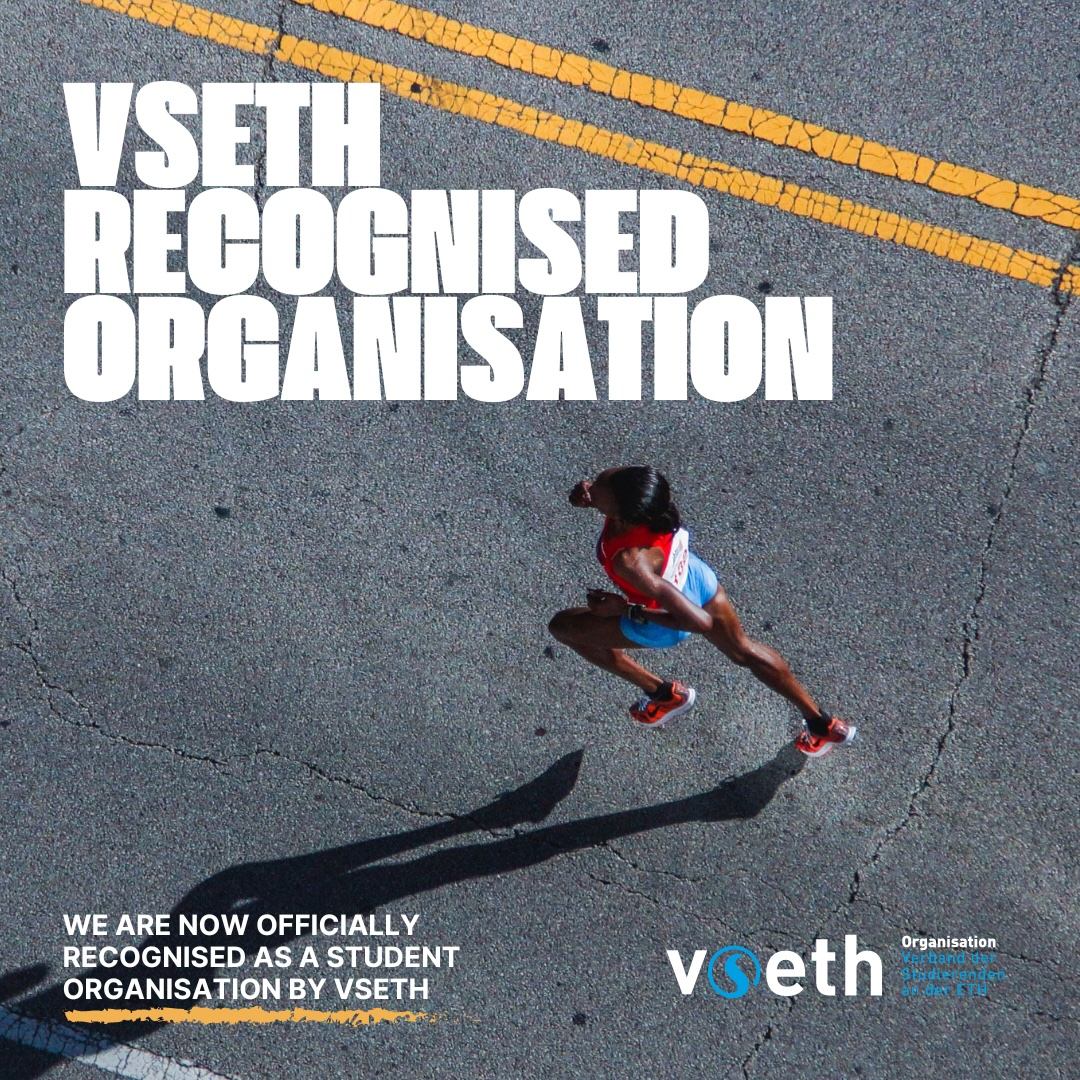 VSETH
RECOGNISED
ORGANISATION
WE ARE NOW OFFICIALLY
RECOGNISED AS A STUDENT
ORGANISATION BY VSETH
vseth
Organisation
Verband der
Studierenden
an der ETH